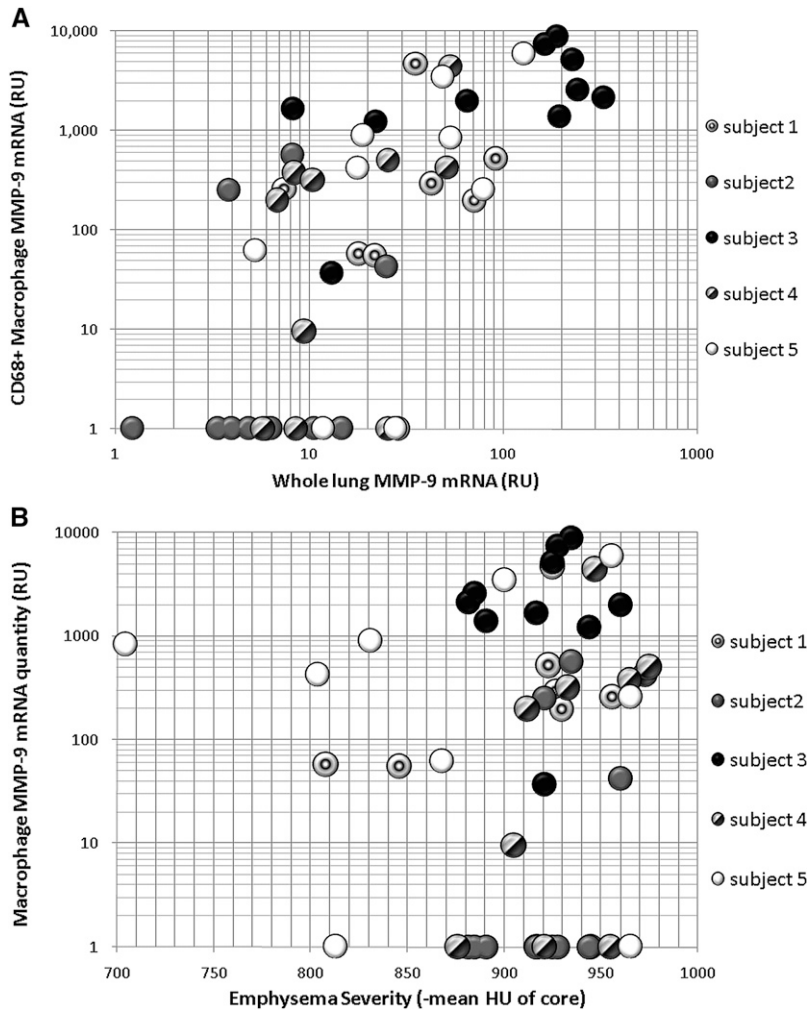 A
CD68+ Macrophage MMP-9 mRNA (RU)
10,000
1,000
100
10
1
1 10 100 1000
Whole lung MMP-9 mRNA (RU)
subject 1
subject2
subject 3
subject 4
subject 5
B
Macrophage MMP-9 mRNA quantity (RU)
10000
1000
100
10
1
700 750 800 850 900 950 1000
Emphysema Severity (-mean HU of core)
subject 1
subject2
subject 3
subject 4
subject 5